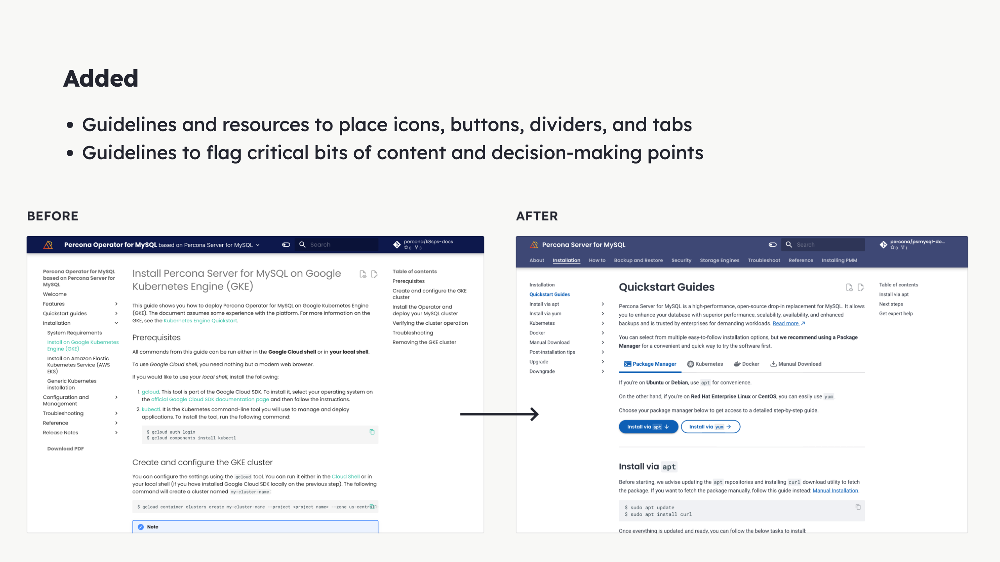 Added
• Guidelines and resources to place icons, buttons, dividers, and tabs
• Guidelines to flag critical bits of content and decision-making points
BEFORE
Percona Operator for MySQL based on Percona Server for MySQL
Search
percona/k8sps-docs
0 3
Percona Operator for MySQL
based on Percona Server for
MySQL
Welcome
Features
Quickstart guides
Installation
System Requirements
Install on Google Kubernetes
Engine (GKE)
Install on Amazon Elastic
Kubernetes Service (AWS
EKS)
Generic Kubernetes
installation
Configuration and
Management
Troubleshooting
Reference
Release Notes
Download PDF
Install Percona Server for MySQL on Google
Kubernetes Engine (GKE)
This guide shows you how to deploy Percona Operator for MySQL on Google Kubernetes Engine
(GKE). The document assumes some experience with the platform. For more information on the
GKE, see the Kubernetes Engine Quickstart.
Prerequisites
All commands from this guide can be run either in the Google Cloud shell or in your local shell.
To use Google Cloud shell, you need nothing but a modern web browser.
If you would like to use your local shell, install the following:
1. gcloud. This tool is part of the Google Cloud SDK. To install it, select your operating system on
the official Google Cloud SDK documentation page and then follow the instructions.
2. kubectl. It is the Kubernetes command-line tool you will use to manage and deploy
applications. To install the tool, run the following command:
$ gcloud auth login
$ gcloud components install kubectl
Create and configure the GKE cluster
You can configure the settings using the gcloud tool. You can run it either in the Cloud Shell or in
your local shell (if you have installed Google Cloud SDK locally on the previous step). The following
command will create a cluster named my-cluster-name:
$ gcloud container clusters create my-cluster-name --project <project name> --zone us-central1-
Note
Table of contents
Prerequisites
Create and configure the GKE
cluster
Install the Operator and
deploy your MySQL cluster
Verifying the cluster operation
Troubleshooting
Removing the GKE cluster
AFTER
Percona Server for MySQL
Search
percona/psmysql-do...
0 1
About Installation How to Backup and Restore Security Storage Engines Troubleshoot Reference Installing PMM
Installation
Quickstart Guides
Install via apt
Install via yum
Kubernetes
Docker
Manual Download
Post-installation tips
Upgrade
Downgrade
Quickstart Guides
Percona Server for MySQL is a high-performance, open-source drop-in replacement for MySQL. It allows
you to enhance your database with superior performance, scalability, availability, and enhanced
backups and is trusted by enterprises for demanding workloads. Read more ↗
You can select from multiple easy-to-follow installation options, but we recommend using a Package
Manager for a convenient and quick way to try the software first.
Package Manager Kubernetes Docker Manual Download
If you're on Ubuntu or Debian, use apt for convenience.
On the other hand, if you're on Red Hat Enterprise Linux or CentOS, you can easily use yum.
Choose your package manager below to get access to a detailed step-by-step guide.
Install via apt ↓ Install via yum →
Install via apt
Before starting, we advise updating the apt repositories and installing curl download utility to fetch
the package. If you want to fetch the package manually, follow this guide instead: Manual Installation.
$ sudo apt update
$ sudo apt install curl
Once everything is updated and ready, you can follow the below tasks to install:
Table of contents
Install via apt
Next steps
Get expert help